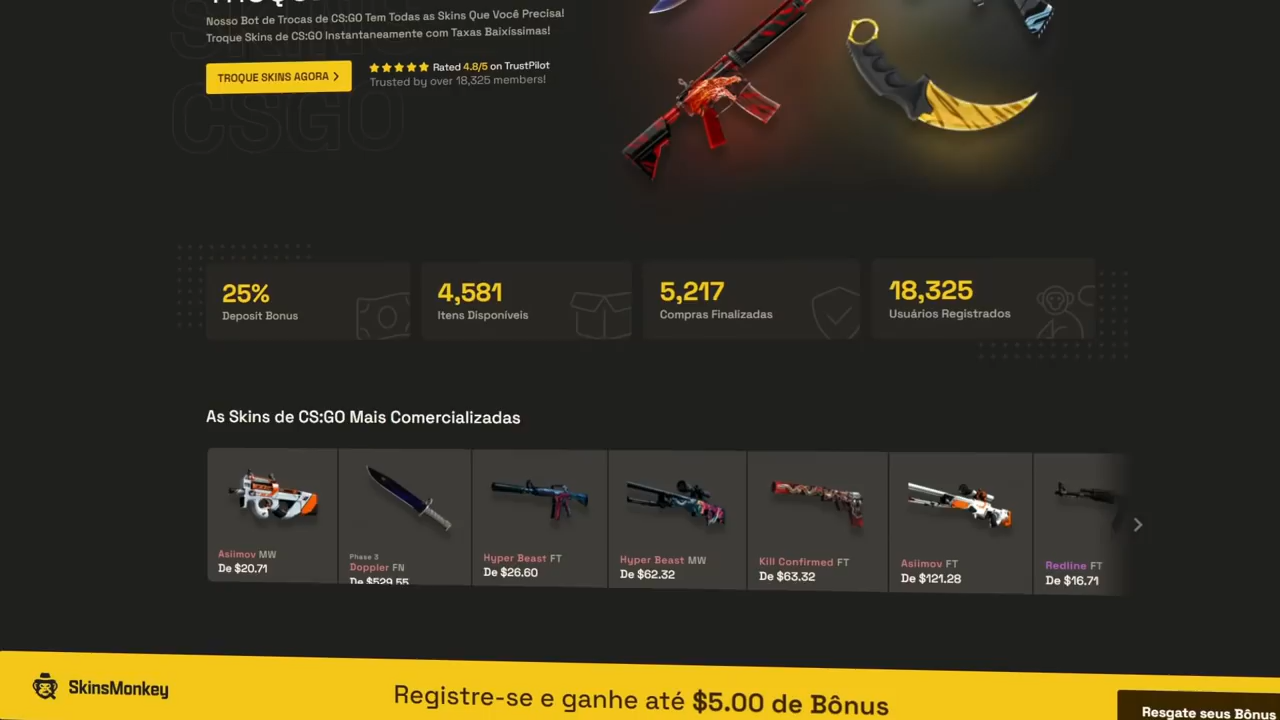 Nosso Bot de Trocas de CS:GO Tem Todas as Skins Que Você Precisa!
Troque Skins de CS:GO Instantaneamente com Taxas Baixíssimas!
TROQUE SKINS AGORA
Rated 4.8/5 on TrustPilot
Trusted by over 18,325 members!
CSGO
25%
Deposit Bonus
4,581
Itens Disponíveis
5,217
Compras Finalizadas
18,325
Usuários Registrados
As Skins de CS:GO Mais Comercializadas
Asiimov MW
De $20.71
Phase 3
Doppler FN
De $529.55
Hyper Beast FT
De $26.60
Hyper Beast MW
De $62.32
Kill Confirmed FT
De $63.32
Asiimov FT
De $121.28
Redline FT
De $16.71
SkinsMonkey
Registre-se e ganhe até $5.00 de Bônus
Resgate seus Bônus